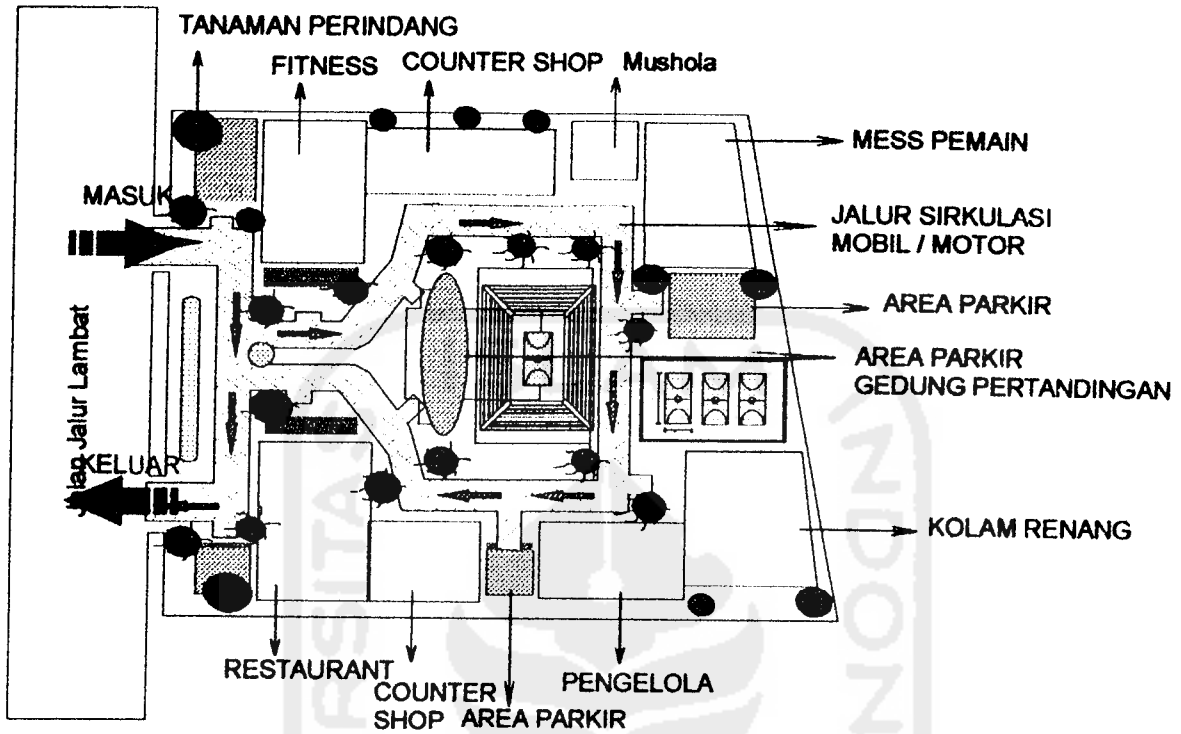 TANAMAN PERINDANG
FITNESS
COUNTER SHOP
Mushola
MESS PEMAIN
MASUK
JALUR SIRKULASI
MOBIL / MOTOR
AREA PARKIR
AREA PARKIR
GEDUNG PERTANDINGAN
Jalan Jalur Lambat
KELUAR
KOLAM RENANG
RESTAURANT
COUNTER
SHOP
AREA PARKIR
PENGELOLA